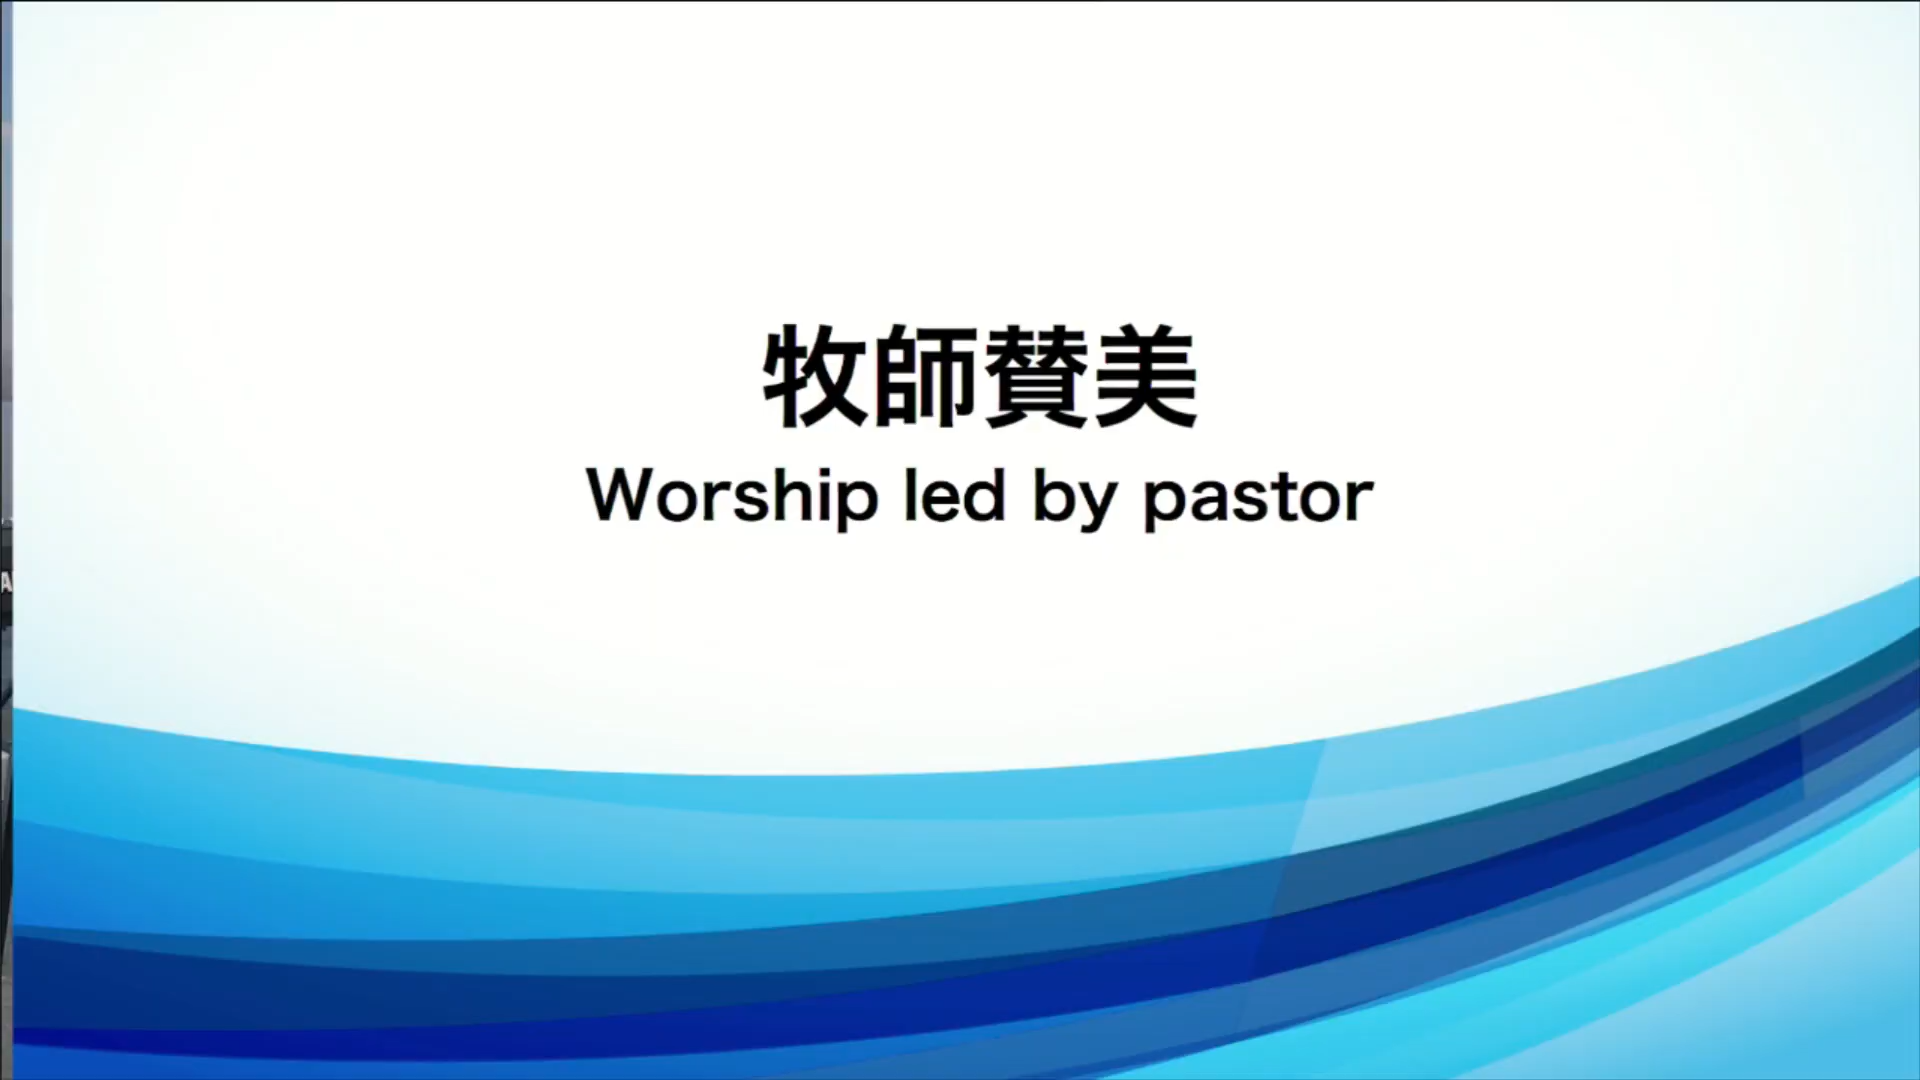 牧師賛美
Worship led by pastor